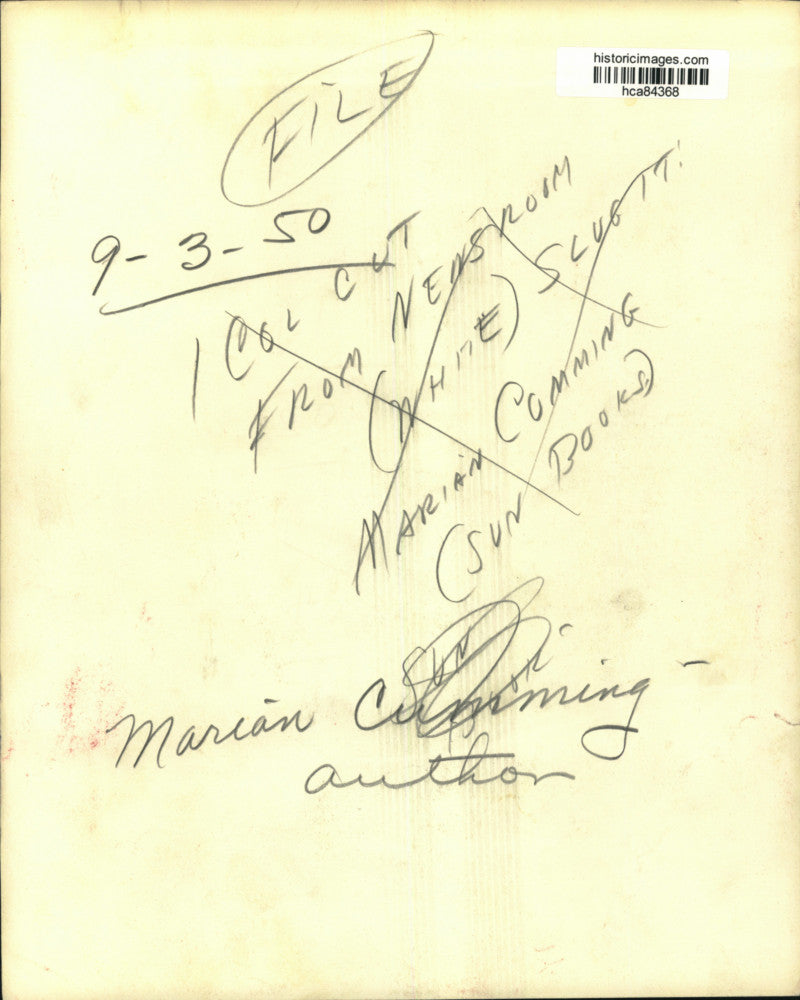 historicimages.com
hca84368
FILE
9-3-50
1 COL CUT
FROM NEWSROOM
(WHITE) SLUG IT:
MARIAN COMMING
(SUN BOOKS)
SUN
Marian Cumming -
author